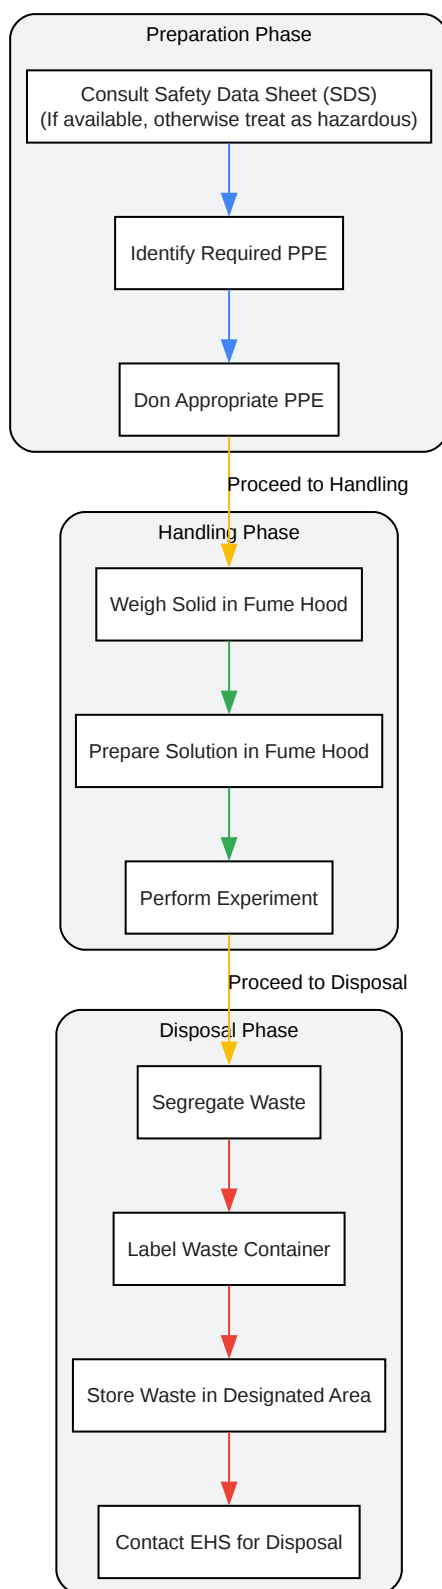 Preparation Phase
Consult Safety Data Sheet (SDS)
(If available, otherwise treat as hazardous)
Identify Required PPE
Don Appropriate PPE
Proceed to Handling
Handling Phase
Weigh Solid in Fume Hood
Prepare Solution in Fume Hood
Perform Experiment
Proceed to Disposal
Disposal Phase
Segregate Waste
Label Waste Container
Store Waste in Designated Area
Contact EHS for Disposal